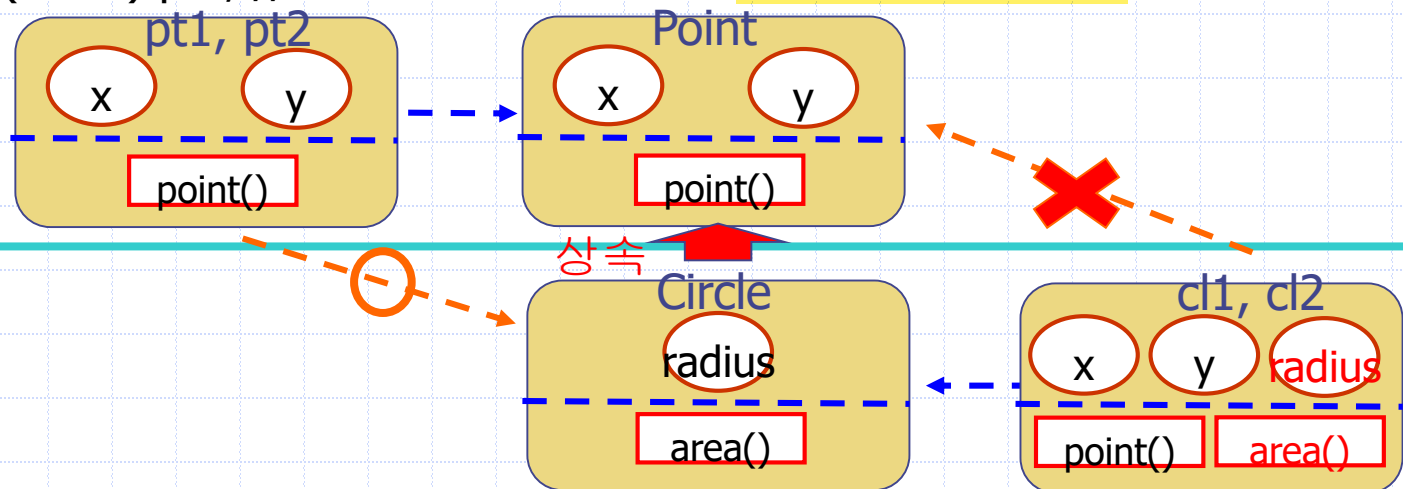 pt1, pt2
x
y
point()
Point
x
y
point()
상속
Circle
radius
area()
cl1, cl2
x
y
radius
point()
area()